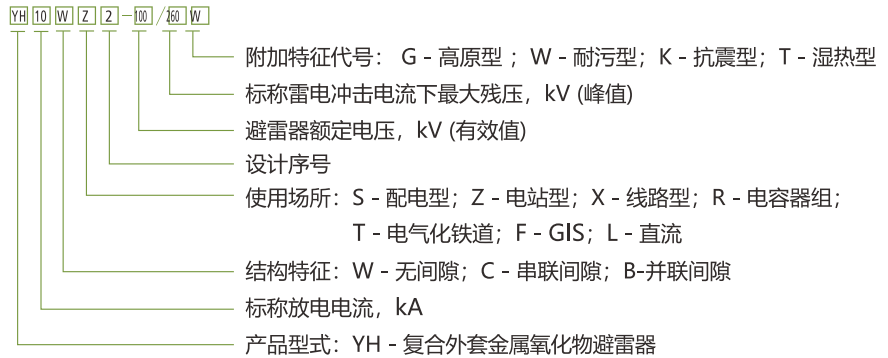 YH10WZ2-100/260W
附加特征代号： G - 高原型 ；W - 耐污型；K - 抗震型；T - 湿热型
标称雷电冲击电流下最大残压，kV (峰值)
避雷器额定电压，kV (有效值)
设计序号
使用场所：S - 配电型；Z - 电站型；X - 线路型；R - 电容器组；
T - 电气化铁道；F - GIS；L - 直流
结构特征：W - 无间隙；C - 串联间隙；B-并联间隙
标称放电电流，kA
产品型式：YH - 复合外套金属氧化物避雷器